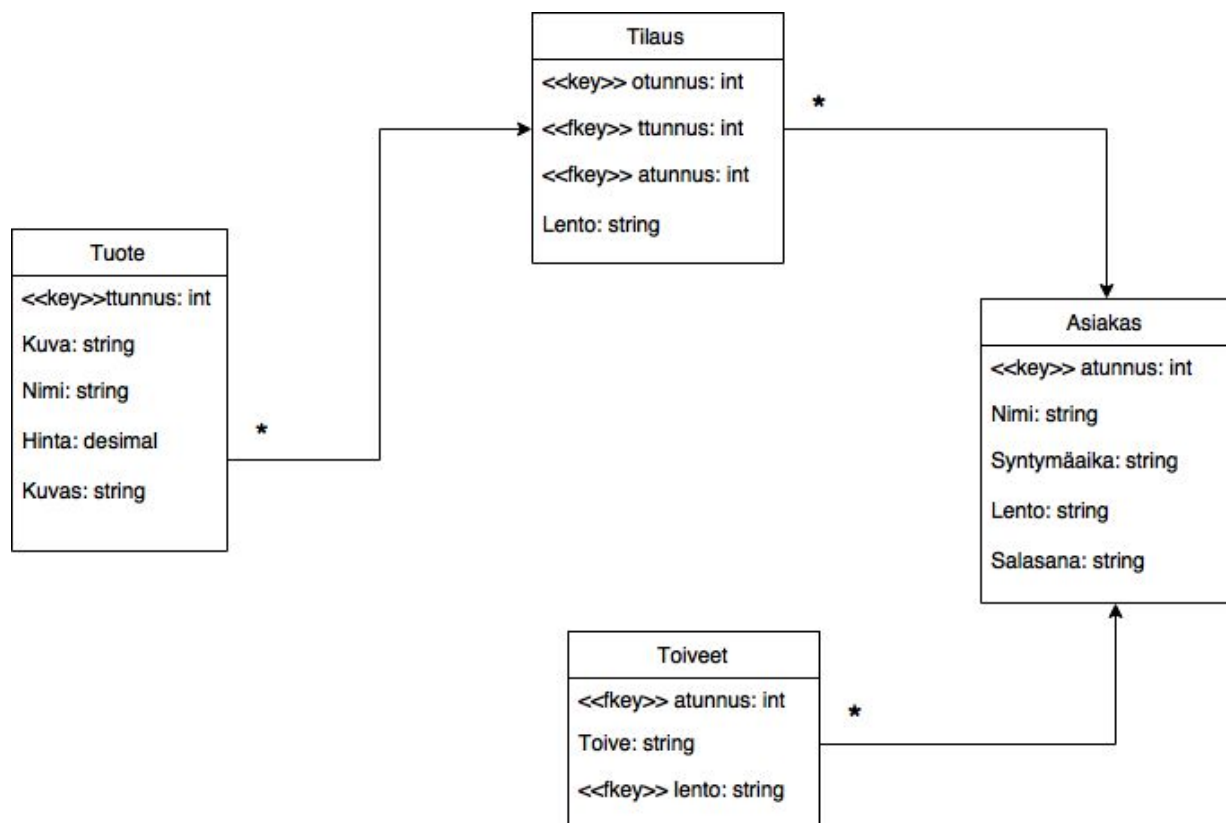 Tilaus
<<key>> otunnus: int
<<fkey>> ttunnus: int
<<fkey>> atunnus: int
Lento: string
*
Tuote
<<key>>ttunnus: int
Kuva: string
Nimi: string
Hinta: desimal
Kuvas: string
*
Asiakas
<<key>> atunnus: int
Nimi: string
Syntymäaika: string
Lento: string
Salasana: string
Toiveet
<<fkey>> atunnus: int
Toive: string
<<fkey>> lento: string
*